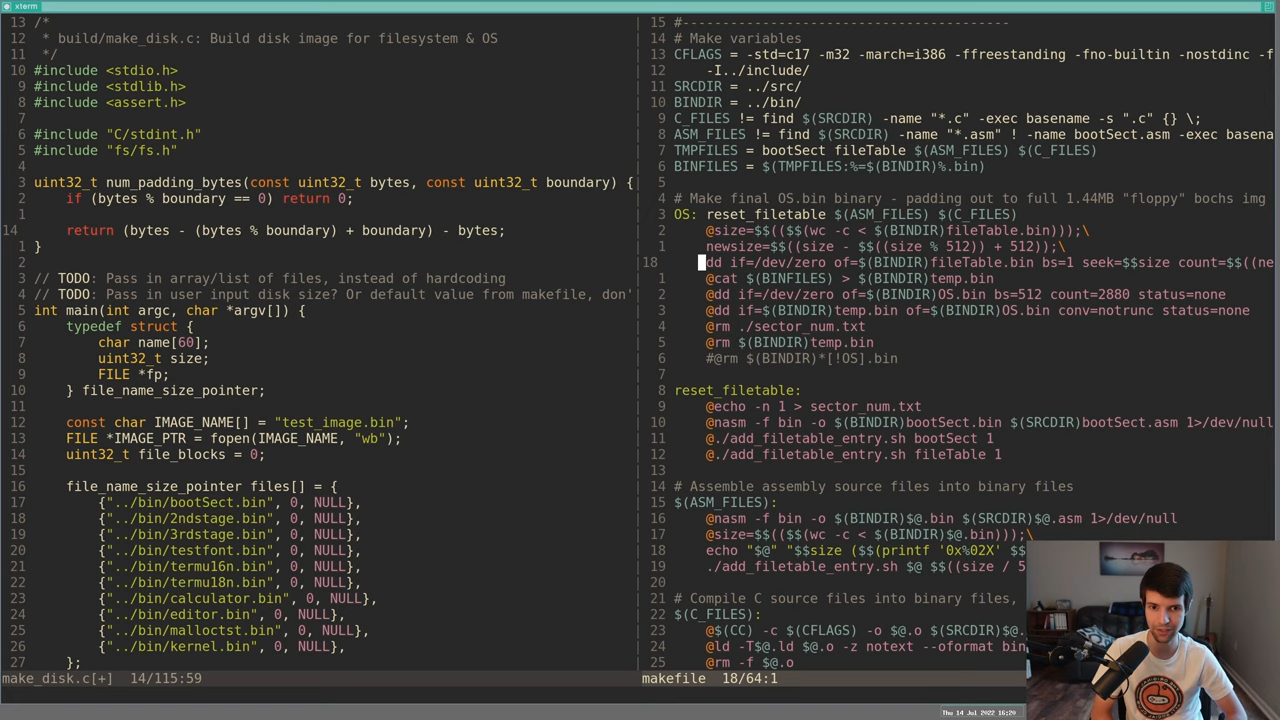 xterm
13 /*
12  * build/make_disk.c: Build disk image for filesystem & OS
11  */
10 #include <stdio.h>
9 #include <stdlib.h>
8 #include <assert.h>
7
6 #include "C/stdint.h"
5 #include "fs/fs.h"
4
3 uint32_t num_padding_bytes(const uint32_t bytes, const uint32_t boundary) {
2     if (bytes % boundary == 0) return 0;
1
14     return (bytes - (bytes % boundary) + boundary) - bytes;
1 }
2
3 // TODO: Pass in array/list of files, instead of hardcoding
4 // TODO: Pass in user input disk size? Or default value from makefile, don'
5 int main(int argc, char *argv[]) {
6     typedef struct {
7         char name[60];
8         uint32_t size;
9         FILE *fp;
10     } file_name_size_pointer;
11
12     const char IMAGE_NAME[] = "test_image.bin";
13     FILE *IMAGE_PTR = fopen(IMAGE_NAME, "wb");
14     uint32_t file_blocks = 0;
15
16     file_name_size_pointer files[] = {
17         {"../bin/bootSect.bin", 0, NULL},
18         {"../bin/2ndstage.bin", 0, NULL},
19         {"../bin/3rdstage.bin", 0, NULL},
20         {"../bin/testfont.bin", 0, NULL},
21         {"../bin/termu16n.bin", 0, NULL},
22         {"../bin/termu18n.bin", 0, NULL},
23         {"../bin/calculator.bin", 0, NULL},
24         {"../bin/editor.bin", 0, NULL},
25         {"../bin/malloctst.bin", 0, NULL},
26         {"../bin/kernel.bin", 0, NULL},
27     };
make_disk.c[+]  14/115:59
15 #-----------------------------------------
14 # Make variables
13 CFLAGS = -std=c17 -m32 -march=i386 -ffreestanding -fno-builtin -nostdinc -f
12     -I../include/
11 SRCDIR = ../src/
10 BINDIR = ../bin/
9 C_FILES != find $(SRCDIR) -name "*.c" -exec basename -s ".c" {} \;
8 ASM_FILES != find $(SRCDIR) -name "*.asm" ! -name bootSect.asm -exec basena
7 TMPFILES = bootSect fileTable $(ASM_FILES) $(C_FILES)
6 BINFILES = $(TMPFILES:%=$(BINDIR)%.bin)
5
4 # Make final OS.bin binary - padding out to full 1.44MB "floppy" bochs img
3 OS: reset_filetable $(ASM_FILES) $(C_FILES)
2     @size=$$(($$(wc -c < $(BINDIR)fileTable.bin)));\
1     newsize=$$((size - $$((size % 512)) + 512));\
18     dd if=/dev/zero of=$(BINDIR)fileTable.bin bs=1 seek=$$size count=$$((ne
1     @cat $(BINFILES) > $(BINDIR)temp.bin
2     @dd if=/dev/zero of=$(BINDIR)OS.bin bs=512 count=2880 status=none
3     @dd if=$(BINDIR)temp.bin of=$(BINDIR)OS.bin conv=notrunc status=none
4     @rm ./sector_num.txt
5     @rm $(BINDIR)temp.bin
6     #@rm $(BINDIR)*[!OS].bin
7
8 reset_filetable:
9     @echo -n 1 > sector_num.txt
10     @nasm -f bin -o $(BINDIR)bootSect.bin $(SRCDIR)bootSect.asm 1>/dev/null
11     @./add_filetable_entry.sh bootSect 1
12     @./add_filetable_entry.sh fileTable 1
13
14 # Assemble assembly source files into binary files
15 $(ASM_FILES):
16     @nasm -f bin -o $(BINDIR)$@.bin $(SRCDIR)$@.asm 1>/dev/null
17     @size=$$(($$(wc -c < $(BINDIR)$@.bin)));\
18     echo "$@" "$$size ($$(printf '0x%02X' $$
19     ./add_filetable_entry.sh $@ $$((size / 5
20
21 # Compile C source files into binary files,
22 $(C_FILES):
23     @$(CC) -c $(CFLAGS) -o $@.o $(SRCDIR)$@.
24     @ld -T$@.ld $@.o -z notext --oformat bin
25     @rm -f $@.o
makefile  18/64:1
Thu 14 Jul 2022 16:20